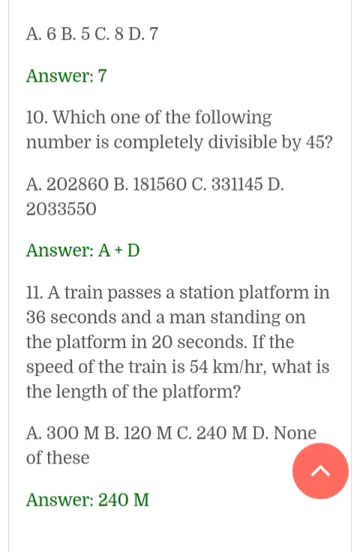 A. 6 B. 5 C. 8 D. 7
Answer: 7
10. Which one of the following
number is completely divisible by 45?
A. 202860 B. 181560 C. 331145 D.
2033550
Answer: A + D
11. A train passes a station platform in
36 seconds and a man standing on
the platform in 20 seconds. If the
speed of the train is 54 km/hr, what is
the length of the platform?
A. 300 M B. 120 M C. 240 M D. None
of these
Answer: 240 M